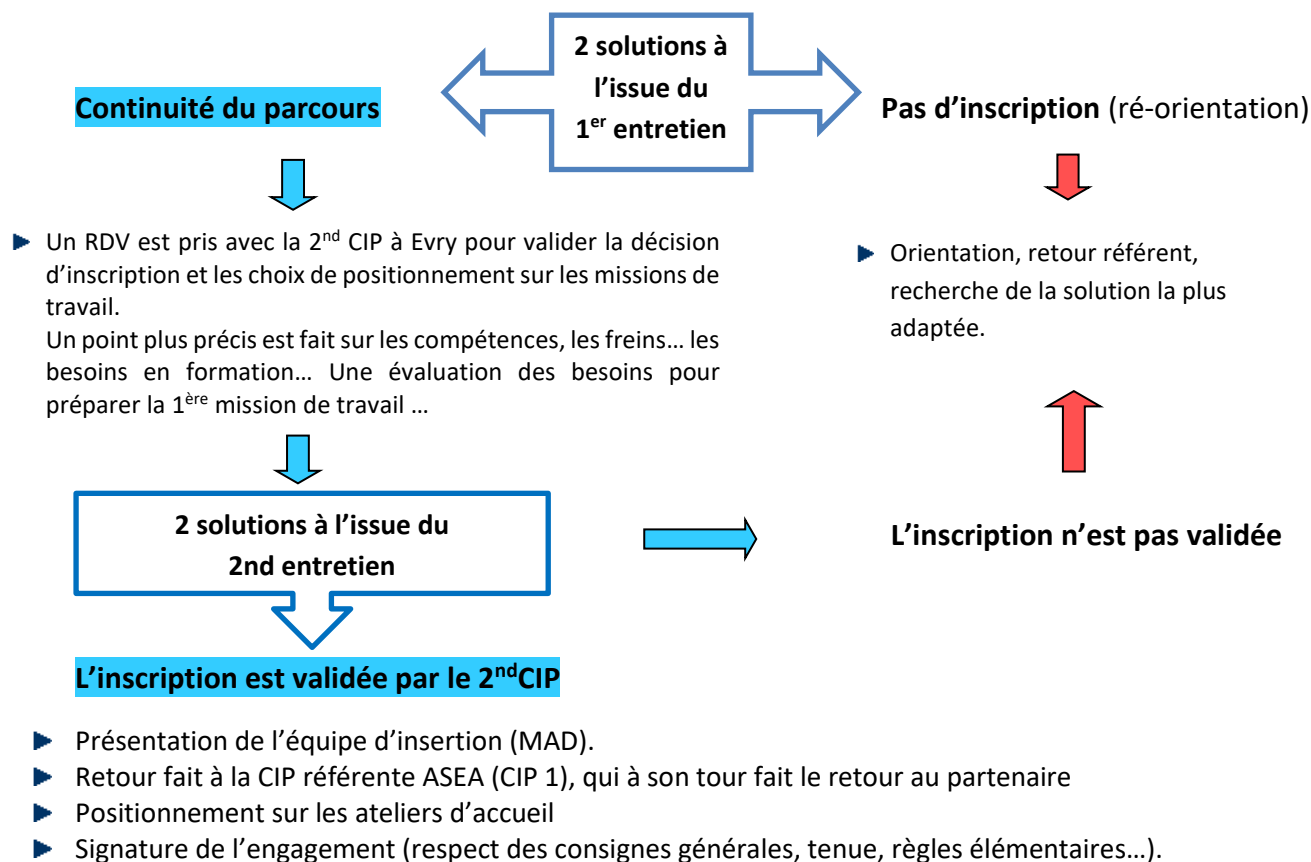 2 solutions à
l’issue du
1er entretien
Continuité du parcours
Pas d’inscription (ré-orientation)
Un RDV est pris avec la 2nd CIP à Evry pour valider la décision
d’inscription et les choix de positionnement sur les missions de
travail.
Un point plus précis est fait sur les compétences, les freins… les
besoins en formation… Une évaluation des besoins pour
préparer la 1ère mission de travail …
Orientation, retour référent,
recherche de la solution la plus
adaptée.
2 solutions à l’issue du
2nd entretien
L’inscription n’est pas validée
L’inscription est validée par le 2ndCIP
Présentation de l’équipe d’insertion (MAD).
Retour fait à la CIP référente ASEA (CIP 1), qui à son tour fait le retour au partenaire
Positionnement sur les ateliers d’accueil
Signature de l’engagement (respect des consignes générales, tenue, règles élémentaires…).